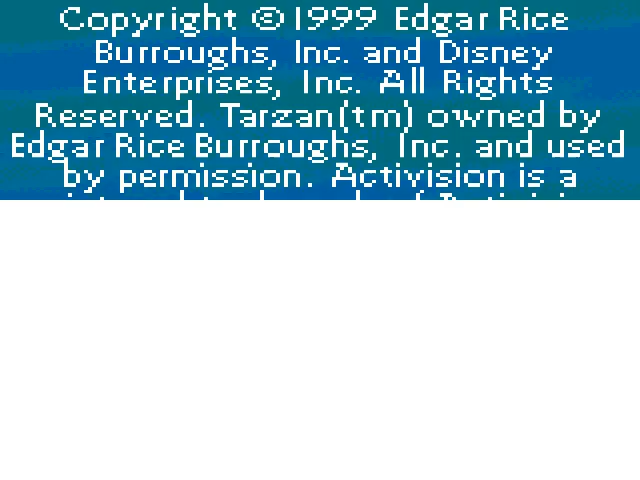 Copyright ©1999 Edgar Rice
Burroughs, Inc. and Disney
Enterprises, Inc. All Rights
Reserved. Tarzan(tm) owned by
Edgar Rice Burroughs, Inc. and used
by permission. Activision is a